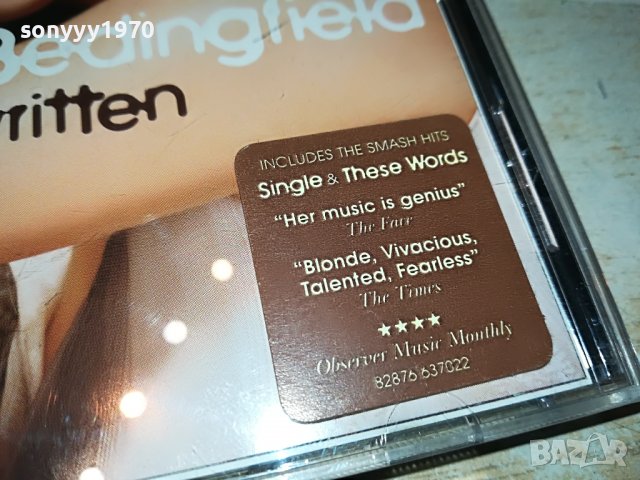 sonyyy1970
Bedingfield
ritten
INCLUDES THE SMASH HITS
Single & These Words
"Her music is genius"
The Face
"Blonde, Vivacious,
Talented, Fearless"
The Times
★★★★
Observer Music Monthly
82876 637022
BAZAR